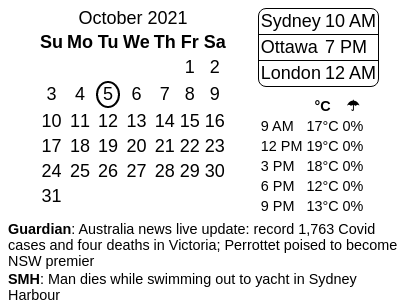 October 2021
Su Mo Tu We Th Fr Sa
1 2
3 4 5 6 7 8 9
10 11 12 13 14 15 16
17 18 19 20 21 22 23
24 25 26 27 28 29 30
31
Sydney 10 AM
Ottawa 7 PM
London 12 AM
°C ☂
9 AM 17°C 0%
12 PM 19°C 0%
3 PM 18°C 0%
6 PM 12°C 0%
9 PM 13°C 0%
Guardian: Australia news live update: record 1,763 Covid
cases and four deaths in Victoria; Perrottet poised to become
NSW premier
SMH: Man dies while swimming out to yacht in Sydney
Harbour